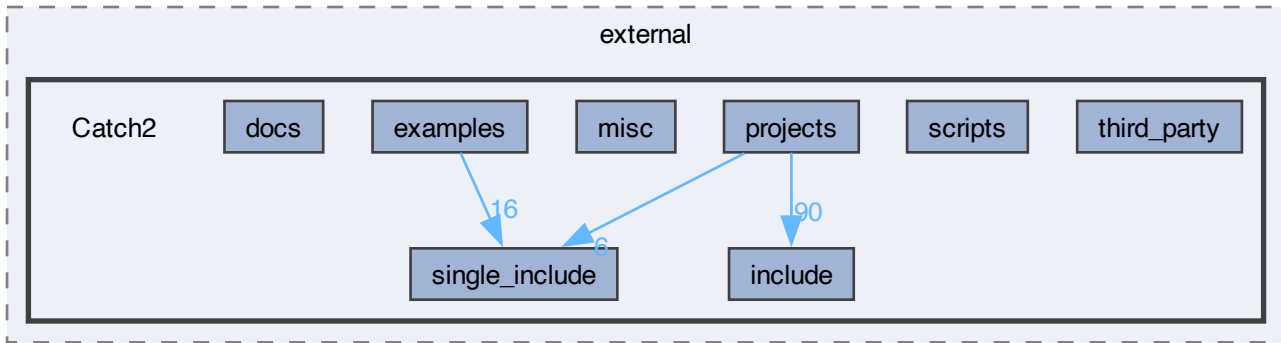 external
Catch2
docs
examples
misc
projects
scripts
third_party
16
90
6
single_include
include